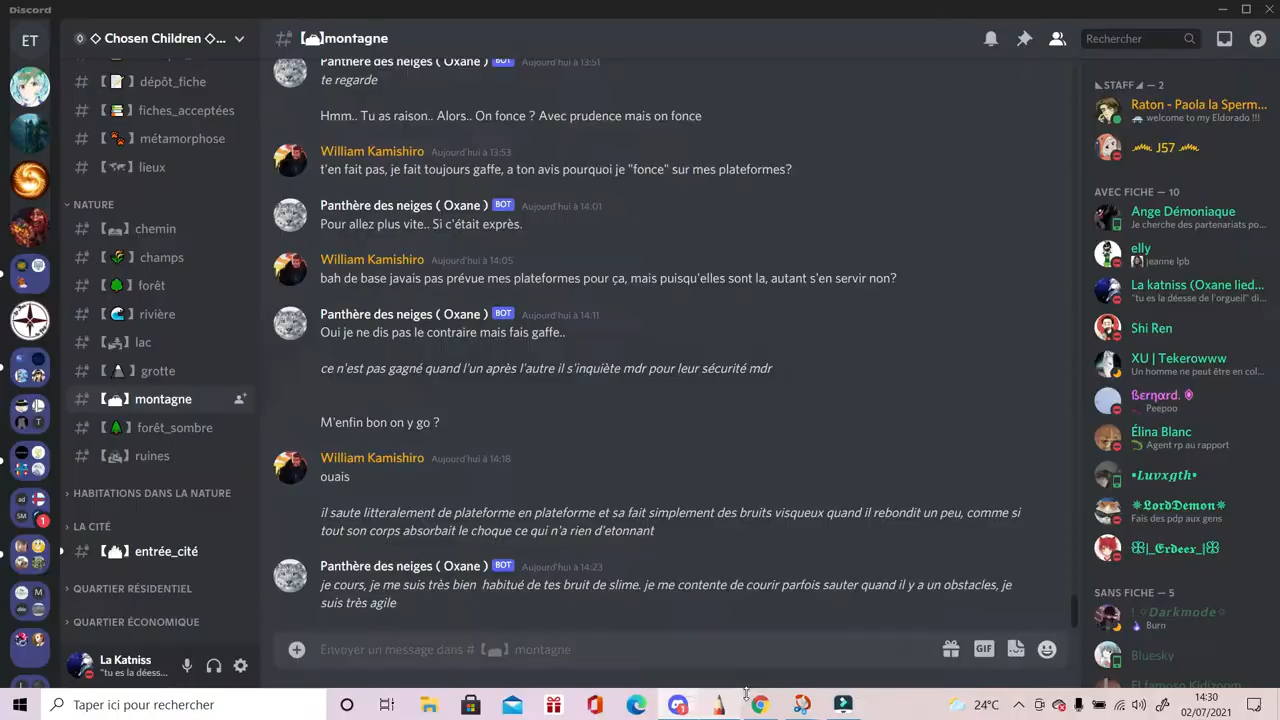 Discord
ET
◇ Chosen Children ◇...
montagne
Rechercher
dépôt_fiche
fiches_acceptées
métamorphose
lieux
NATURE
chemin
champs
forêt
rivière
lac
grotte
montagne
forêt_sombre
ruines
HABITATIONS DANS LA NATURE
LA CITÉ
entrée_cité
QUARTIER RÉSIDENTIEL
QUARTIER ÉCONOMIQUE
La Katniss
"tu es la déess...
Panthère des neiges ( Oxane ) BOT Aujourd'hui à 13:51
te regarde
Hmm.. Tu as raison.. Alors.. On fonce ? Avec prudence mais on fonce
William Kamishiro Aujourd'hui à 13:53
t'en fait pas, je fait toujours gaffe, a ton avis pourquoi je "fonce" sur mes plateformes?
Panthère des neiges ( Oxane ) BOT Aujourd'hui à 14:01
Pour allez plus vite.. Si c'était exprès.
William Kamishiro Aujourd'hui à 14:05
bah de base javais pas prévue mes plateformes pour ça, mais puisqu'elles sont la, autant s'en servir non?
Panthère des neiges ( Oxane ) BOT Aujourd'hui à 14:11
Oui je ne dis pas le contraire mais fais gaffe..
ce n'est pas gagné quand l'un après l'autre il s'inquiète mdr pour leur sécurité mdr
M'enfin bon on y go ?
William Kamishiro Aujourd'hui à 14:18
ouais
il saute litteralement de plateforme en plateforme et sa fait simplement des bruits visqueux quand il rebondit un peu, comme si
tout son corps absorbait le choque ce qui n'a rien d'etonnant
Panthère des neiges ( Oxane ) BOT Aujourd'hui à 14:23
je cours, je me suis très bien habitué de tes bruit de slime. je me contente de courir parfois sauter quand il y a un obstacles, je
suis très agile
Envoyer un message dans # montagne
GIF
◣STAFF◢ — 2
Raton - Paola la Sperm...
welcome to my Eldorado !!!
J57
AVEC FICHE — 10
Ange Démoniaque
Je cherche des partenariats po...
elly
jeanne lpb
La katniss (Oxane lied...
"tu es la déesse de l'orgueil" di...
Shi Ren
XU | Tekerowww
Un homme ne peut être en col...
ßεɾηαɾd.
Peepoo
Élina Blanc
Agent rp au rapport
•𝑳𝒖𝒗𝒙𝒈𝒕𝒉•
⁕𝕷𝖔𝖗𝖉𝕯𝖊𝖒𝖔𝖓⁕
Fais des pdp aux gens
ꕥ|_𝕰𝖗𝖉𝖊𝖊𝖝_|ꕥ
SANS FICHE — 5
𝐷𝑎𝑟𝑘𝑚𝑜𝑑𝑒
Burn
Bluesky
El famoso Kidizoom
Taper ici pour rechercher
24°C
14:30
02/07/2021